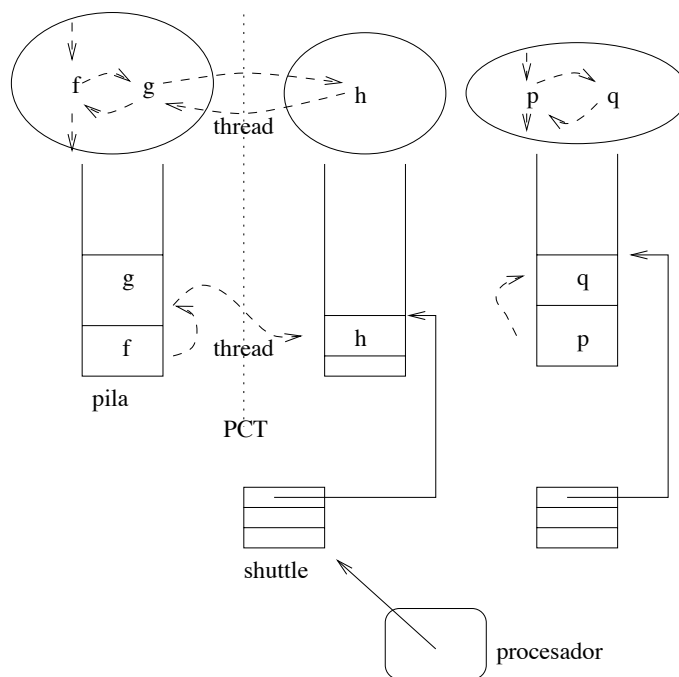 f
g
h
p
q
thread
g
q
f
thread
h
p
pila
PCT
shuttle
procesador